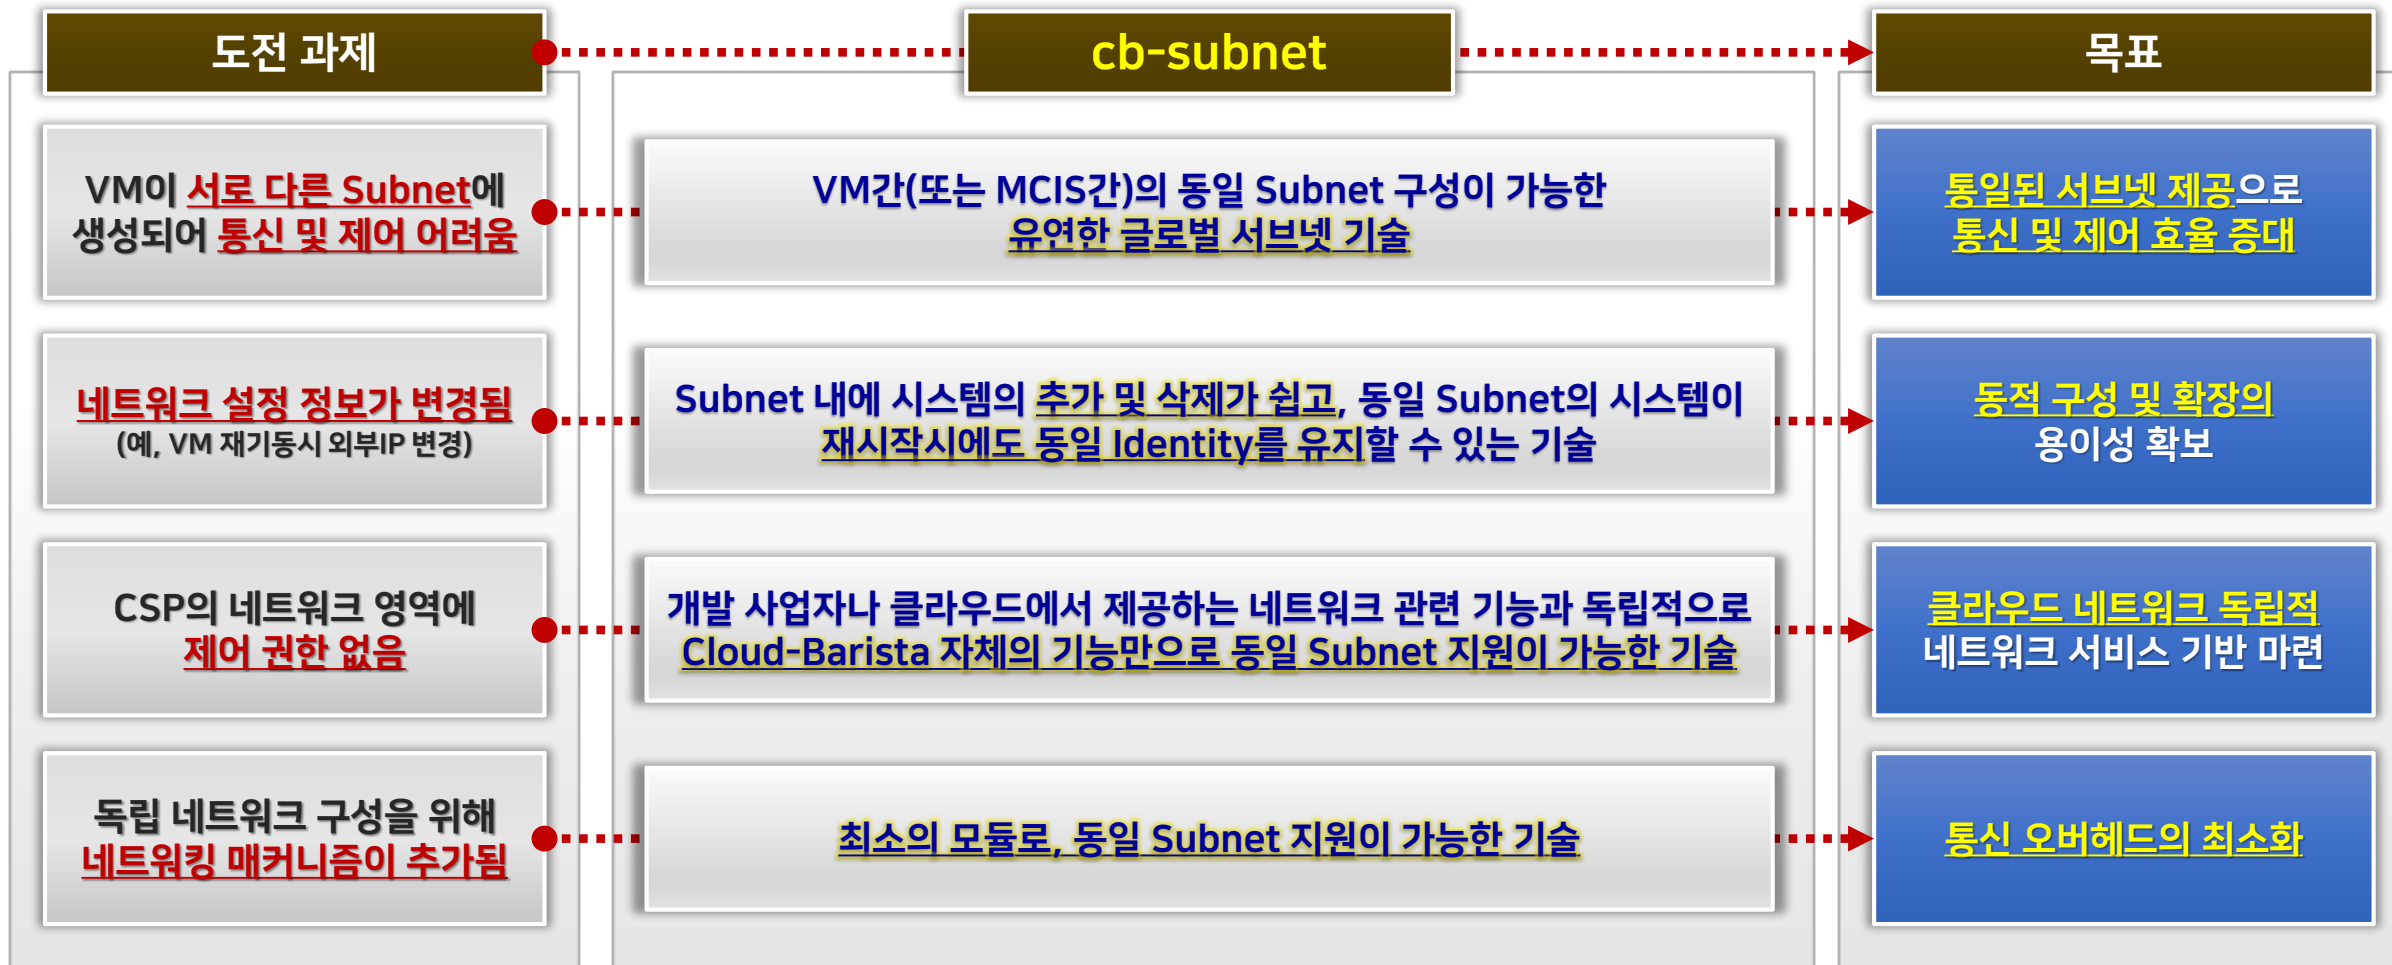 도전 과제
cb-subnet
목표
VM이 서로 다른 Subnet에
생성되어 통신 및 제어 어려움
VM간(또는 MCIS간)의 동일 Subnet 구성이 가능한
유연한 글로벌 서브넷 기술
통일된 서브넷 제공으로
통신 및 제어 효율 증대
네트워크 설정 정보가 변경됨
(예, VM 재기동시 외부IP 변경)
Subnet 내에 시스템의 추가 및 삭제가 쉽고, 동일 Subnet의 시스템이
재시작시에도 동일 Identity를 유지할 수 있는 기술
동적 구성 및 확장의
용이성 확보
CSP의 네트워크 영역에
제어 권한 없음
개발 사업자나 클라우드에서 제공하는 네트워크 관련 기능과 독립적으로
Cloud-Barista 자체의 기능만으로 동일 Subnet 지원이 가능한 기술
클라우드 네트워크 독립적
네트워크 서비스 기반 마련
독립 네트워크 구성을 위해
네트워킹 매커니즘이 추가됨
최소의 모듈로, 동일 Subnet 지원이 가능한 기술
통신 오버헤드의 최소화